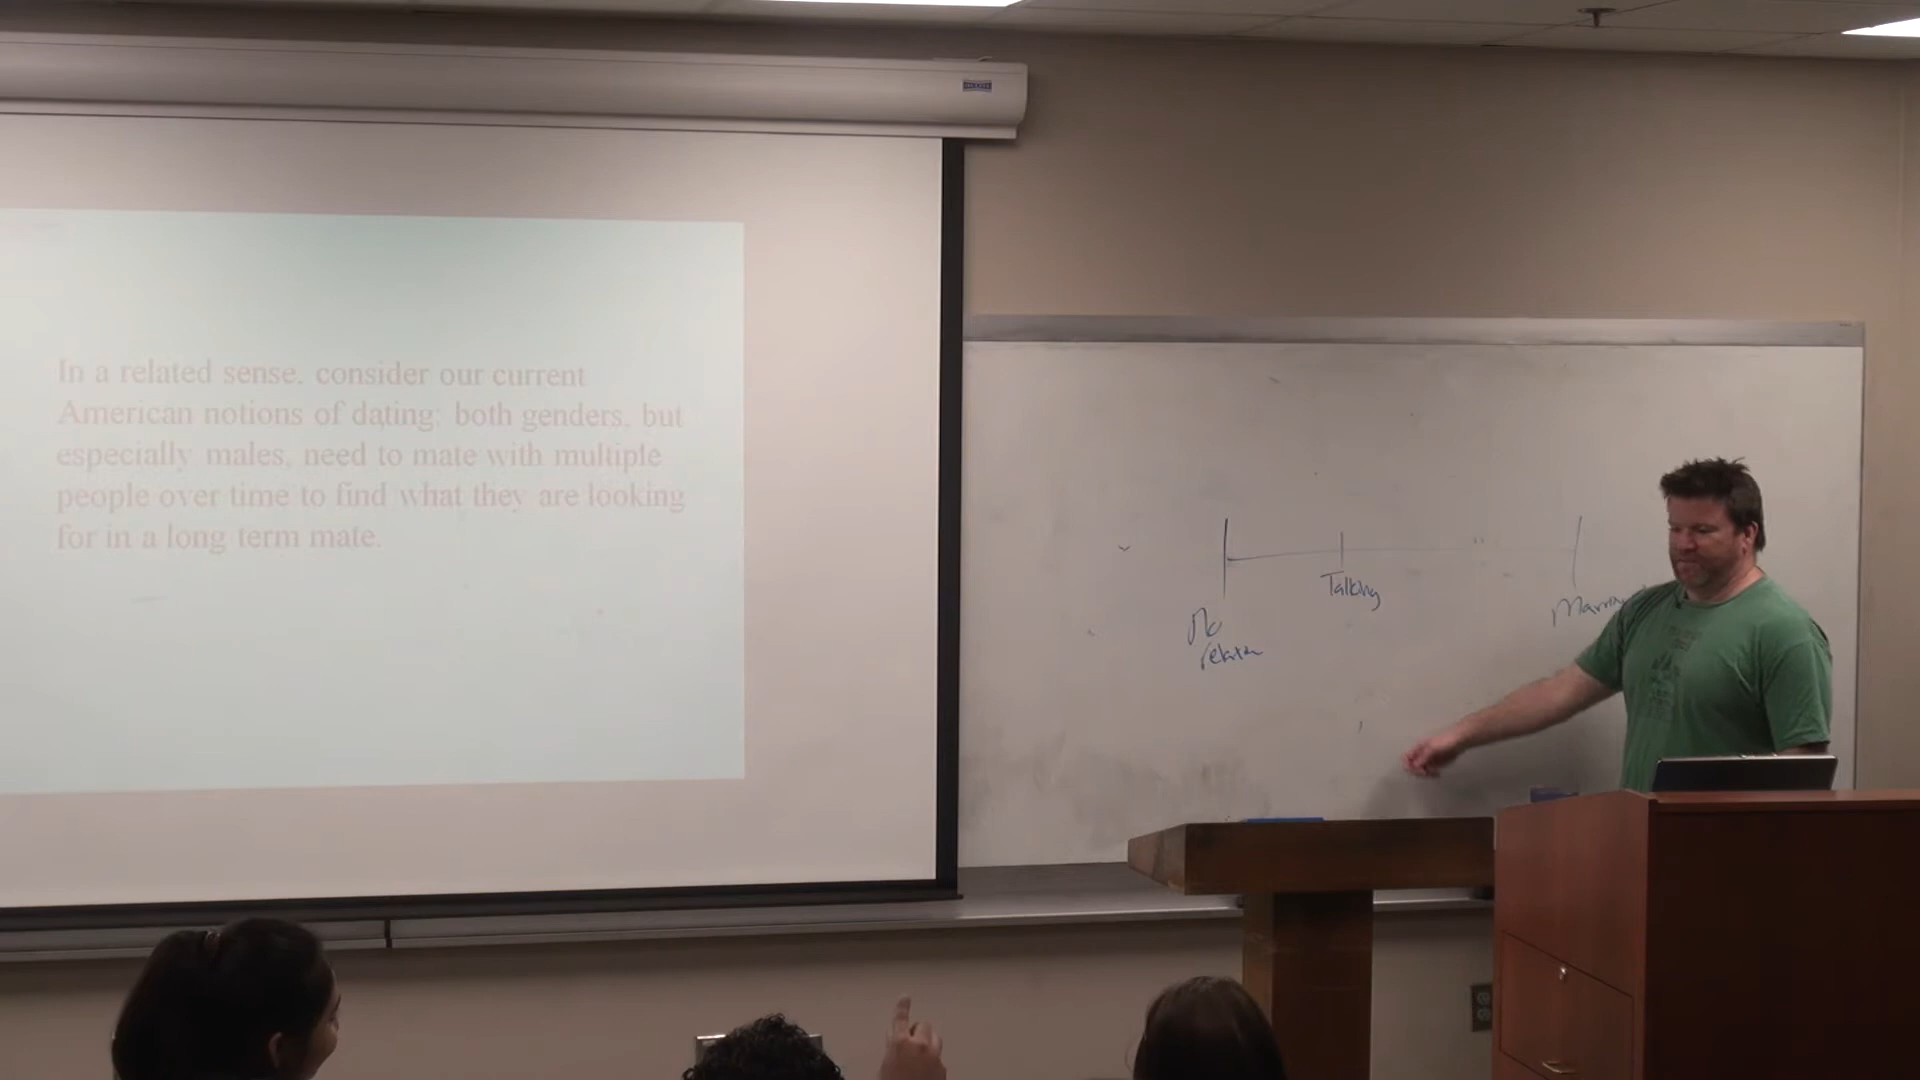 In a related sense, consider our current
American notions of dating: both genders, but
especially males, need to mate with multiple
people over time to find what they are looking
for in a long term mate.
Talking
No